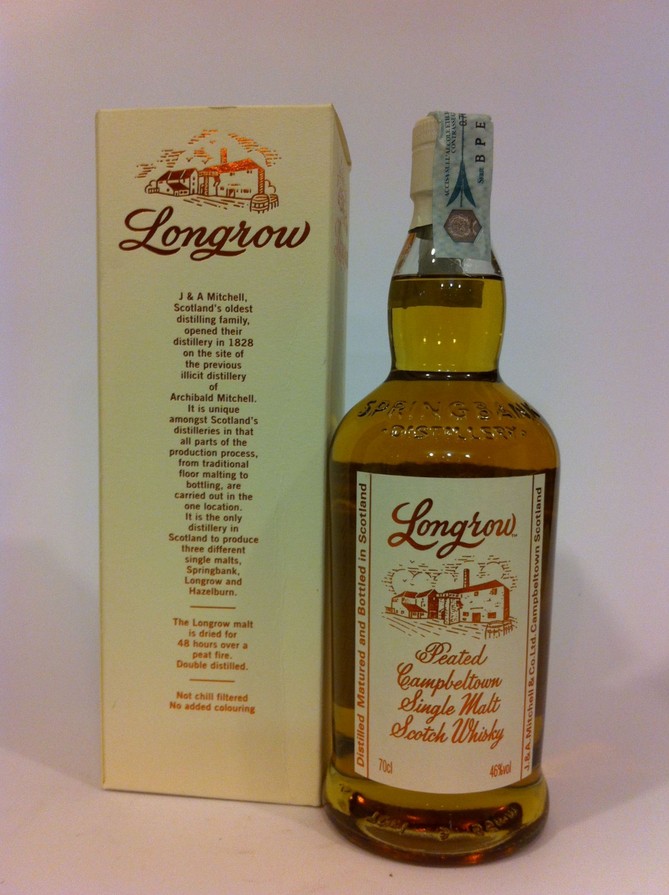 Longrow
J & A Mitchell,
Scotland's oldest
distilling family,
opened their
distillery in 1828
on the site of
the previous
illicit distillery
of
Archibald Mitchell.
It is unique
amongst Scotland's
distilleries in that
all parts of the
production process,
from traditional
floor malting to
bottling, are
carried out in the
one location.
It is the only
distillery in
Scotland to produce
three different
single malts,
Springbank,
Longrow and
Hazelburn.
The Longrow malt
is dried for
48 hours over a
peat fire.
Double distilled.
Not chill filtered
No added colouring
BPE
SPRINGBANK
DISTILLERY
Distilled Matured and Bottled in Scotland
Longrow
Peated
Campbeltown
Single Malt
Scotch Whisky
70cl
46%vol
J.&A.Mitchell & Co.Ltd.Campbeltown Scotland